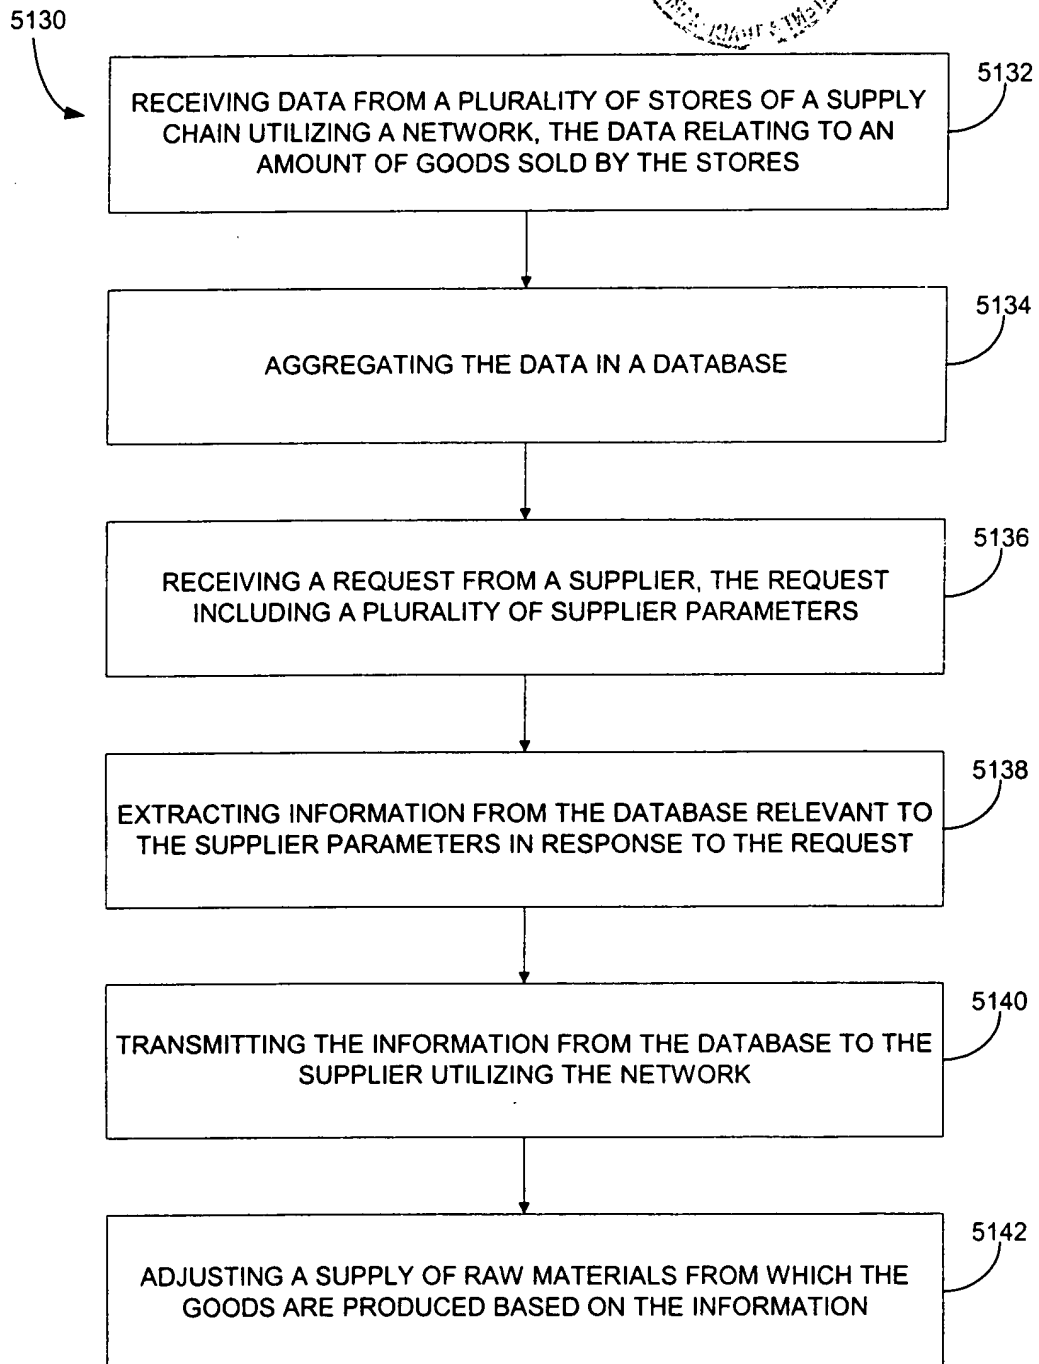 5130
5132
RECEIVING DATA FROM A PLURALITY OF STORES OF A SUPPLY
CHAIN UTILIZING A NETWORK, THE DATA RELATING TO AN
AMOUNT OF GOODS SOLD BY THE STORES
5134
AGGREGATING THE DATA IN A DATABASE
5136
RECEIVING A REQUEST FROM A SUPPLIER, THE REQUEST
INCLUDING A PLURALITY OF SUPPLIER PARAMETERS
5138
EXTRACTING INFORMATION FROM THE DATABASE RELEVANT TO
THE SUPPLIER PARAMETERS IN RESPONSE TO THE REQUEST
5140
TRANSMITTING THE INFORMATION FROM THE DATABASE TO THE
SUPPLIER UTILIZING THE NETWORK
5142
ADJUSTING A SUPPLY OF RAW MATERIALS FROM WHICH THE
GOODS ARE PRODUCED BASED ON THE INFORMATION